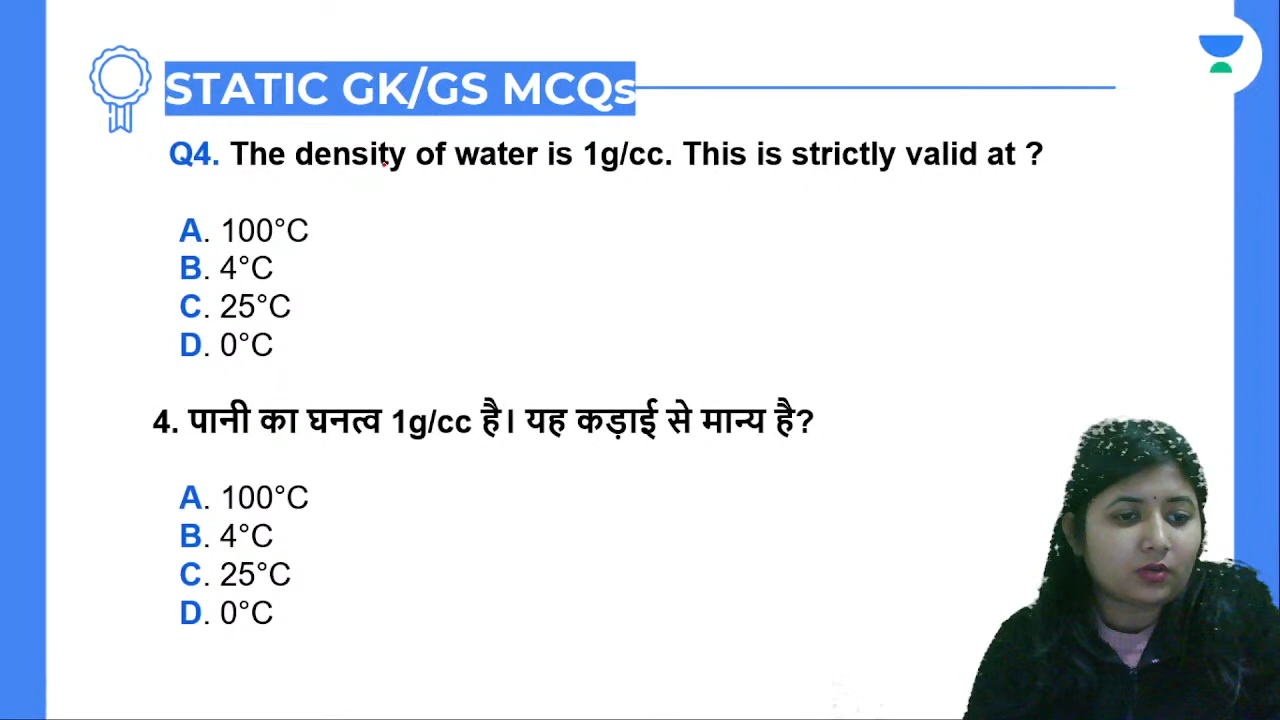 STATIC GK/GS MCQs
Q4. The density of water is 1g/cc. This is strictly valid at ?
A. 100°C
B. 4°C
C. 25°C
D. 0°C
4. पानी का घनत्व 1g/cc है। यह कड़ाई से मान्य है?
A. 100°C
B. 4°C
C. 25°C
D. 0°C